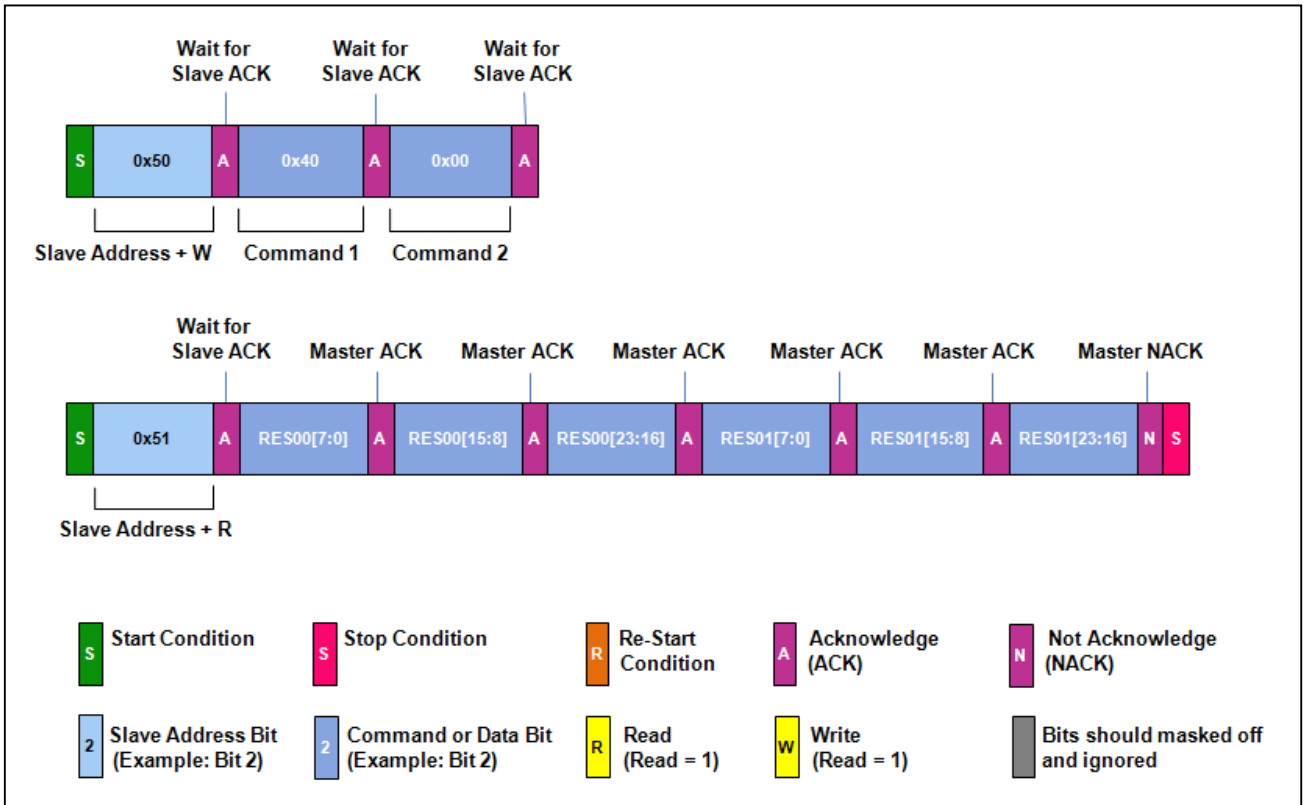 Wait for Wait for Wait for
Slave ACK Slave ACK Slave ACK
S 0x50 A 0x40 A 0x00 A
Slave Address + W Command 1 Command 2
Wait for
Slave ACK Master ACK Master ACK Master ACK Master ACK Master ACK Master NACK
S 0x51 A RES00[7:0] A RES00[15:8] A RES00[23:16] A RES01[7:0] A RES01[15:8] A RES01[23:16] N S
Slave Address + R
S Start Condition S Stop Condition R Re-Start Condition A Acknowledge (ACK) N Not Acknowledge (NACK)
2 Slave Address Bit (Example: Bit 2) 2 Command or Data Bit (Example: Bit 2) R Read (Read = 1) W Write (Read = 1) Bits should masked off and ignored